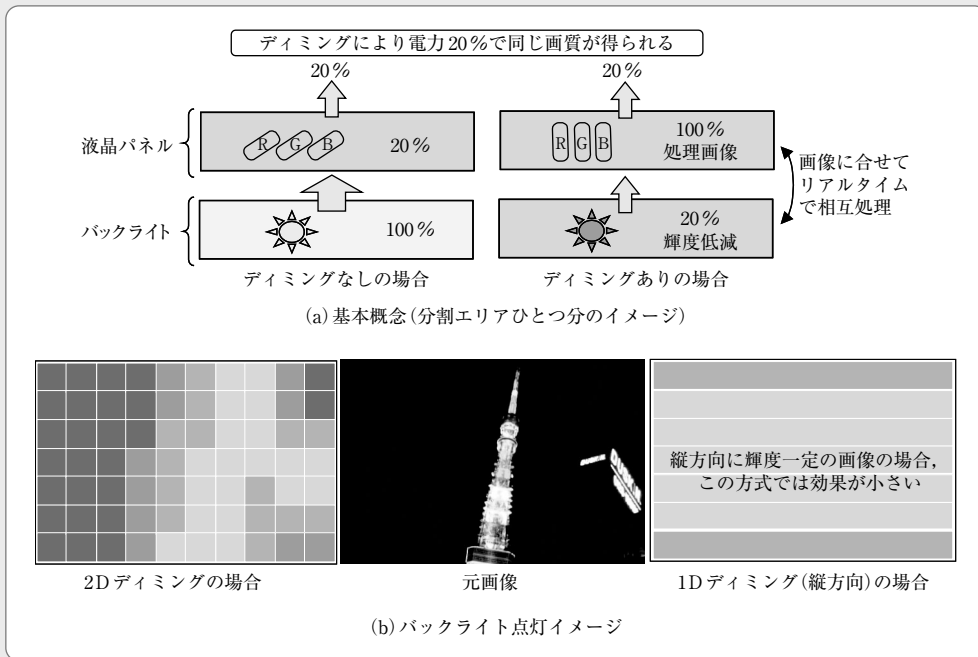 ディミングにより電力20%で同じ画質が得られる
20%
20%
液晶パネル
R G B
20%
R G B
100%
処理画像
画像に合せて
リアルタイム
で相互処理
バックライト
100%
20%
輝度低減
ディミングなしの場合
ディミングありの場合
(a)基本概念(分割エリアひとつ分のイメージ)
縦方向に輝度一定の画像の場合,
この方式では効果が小さい
2Dディミングの場合
元画像
1Dディミング(縦方向)の場合
(b)バックライト点灯イメージ